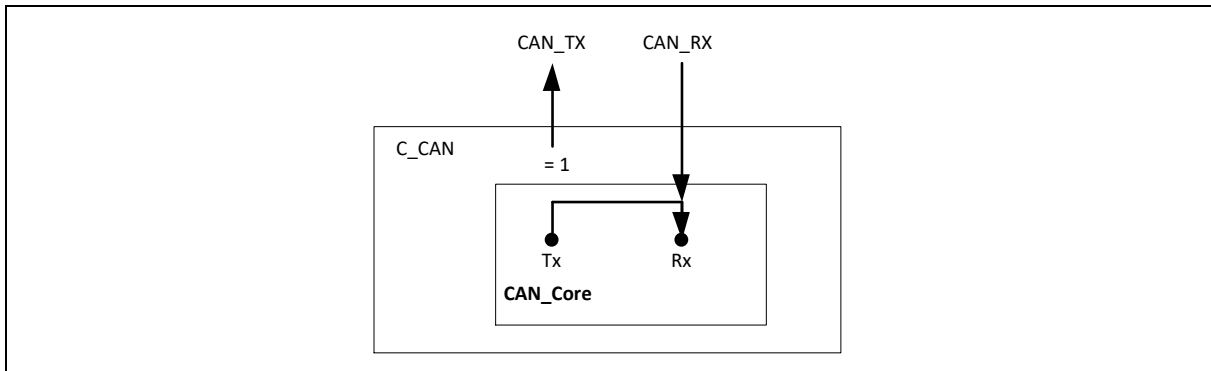 CAN_TX CAN_RX
C_CAN
= 1
Tx Rx
CAN_Core